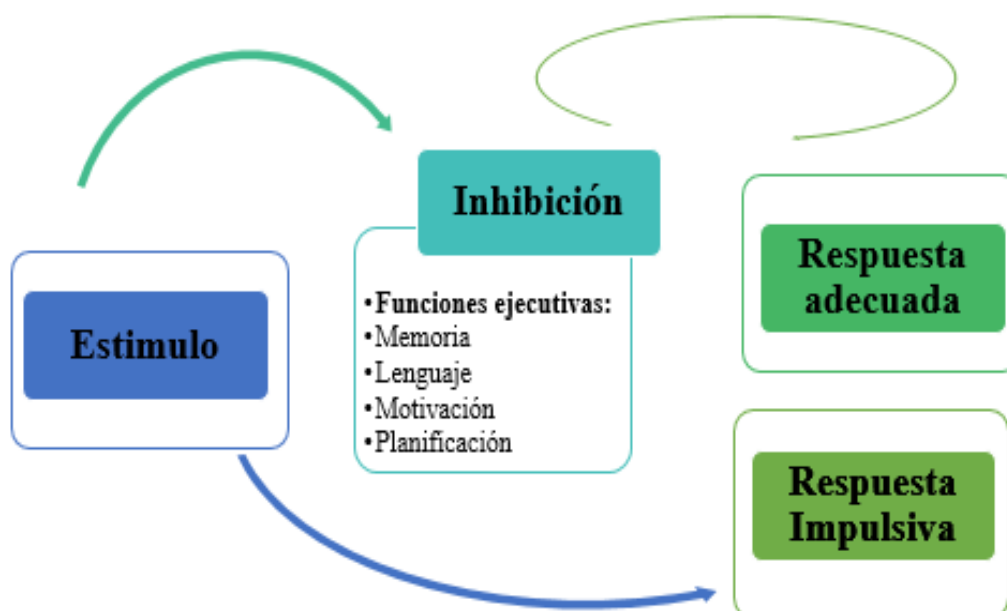 Estimulo
Inhibición
•Funciones ejecutivas:
•Memoria
•Lenguaje
•Motivación
•Planificación
Respuesta
adecuada
Respuesta
Impulsiva